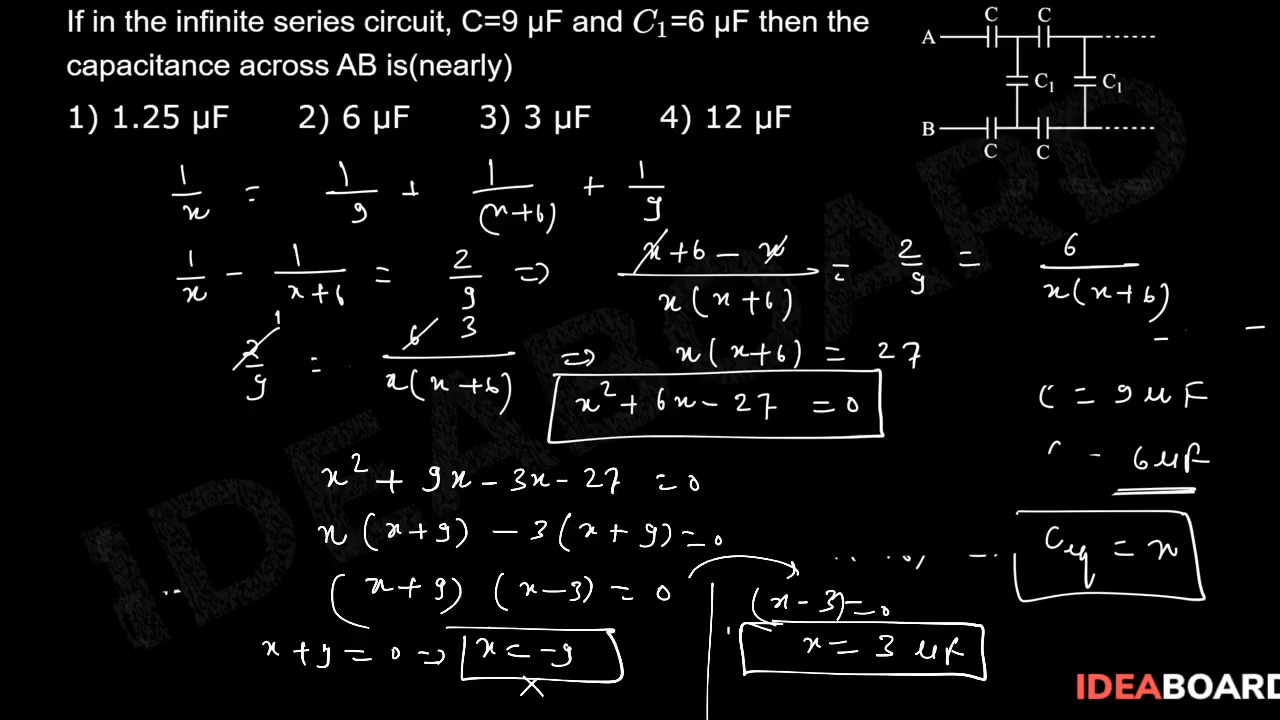 If in the infinite series circuit, C=9 μF and C₁=6 μF then the
capacitance across AB is(nearly)
1) 1.25 μF 2) 6 μF 3) 3 μF 4) 12 μF
C C
A
C₁ C₁
B
C C
1/x = 1/9 + 1/(x+6) + 1/9
1/x - 1/x+6 = 2/9 ⇒ x+6-x / x(x+6) = 2/9 = 6 / x(x+6)
2/9 = 6 / x(x+6) 1 3 ⇒ x(x+6) = 27
x² + 6x - 27 = 0
C = 9 μF
6 μF
x² + 9x - 3x - 27 = 0
x(x+9) - 3(x+9) = 0
Ceq = x
(x+9) (x-3) = 0
(x-3) = 0
x+9 = 0 ⇒ x = -9
x
x = 3 μF
IDEABOARD
IDEABOARD